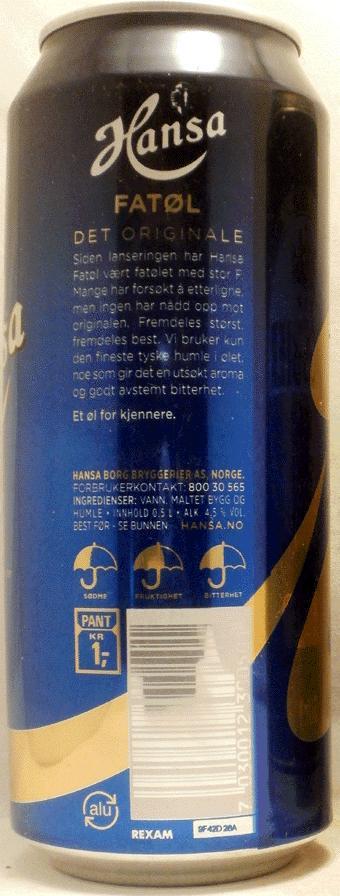 Hansa
FATØL
DET ORIGINALE
Siden lanseringen har Hansa
Fatøl vært fatølet med stor F.
Mange har forsøkt å etterligne,
men ingen har nådd opp mot
originalen. Fremdeles størst,
fremdeles best. Vi bruker kun
den fineste tyske humle i ølet,
noe som gir det en utsøkt aroma
og godt avstemt bitterhet.
Et øl for kjennere.
HANSA BORG BRYGGERIER AS, NORGE.
FORBRUKERKONTAKT: 800 30 565
INGREDIENSER: VANN, MALTET BYGG OG
HUMLE • INNHOLD 0,5 L • ALK. 4,5 % VOL.
BEST FØR - SE BUNNEN HANSA.NO
SØDME FRUKTIGHET BITTERHET
PANT
KR
1,-
alu
REXAM
9F42D 28A